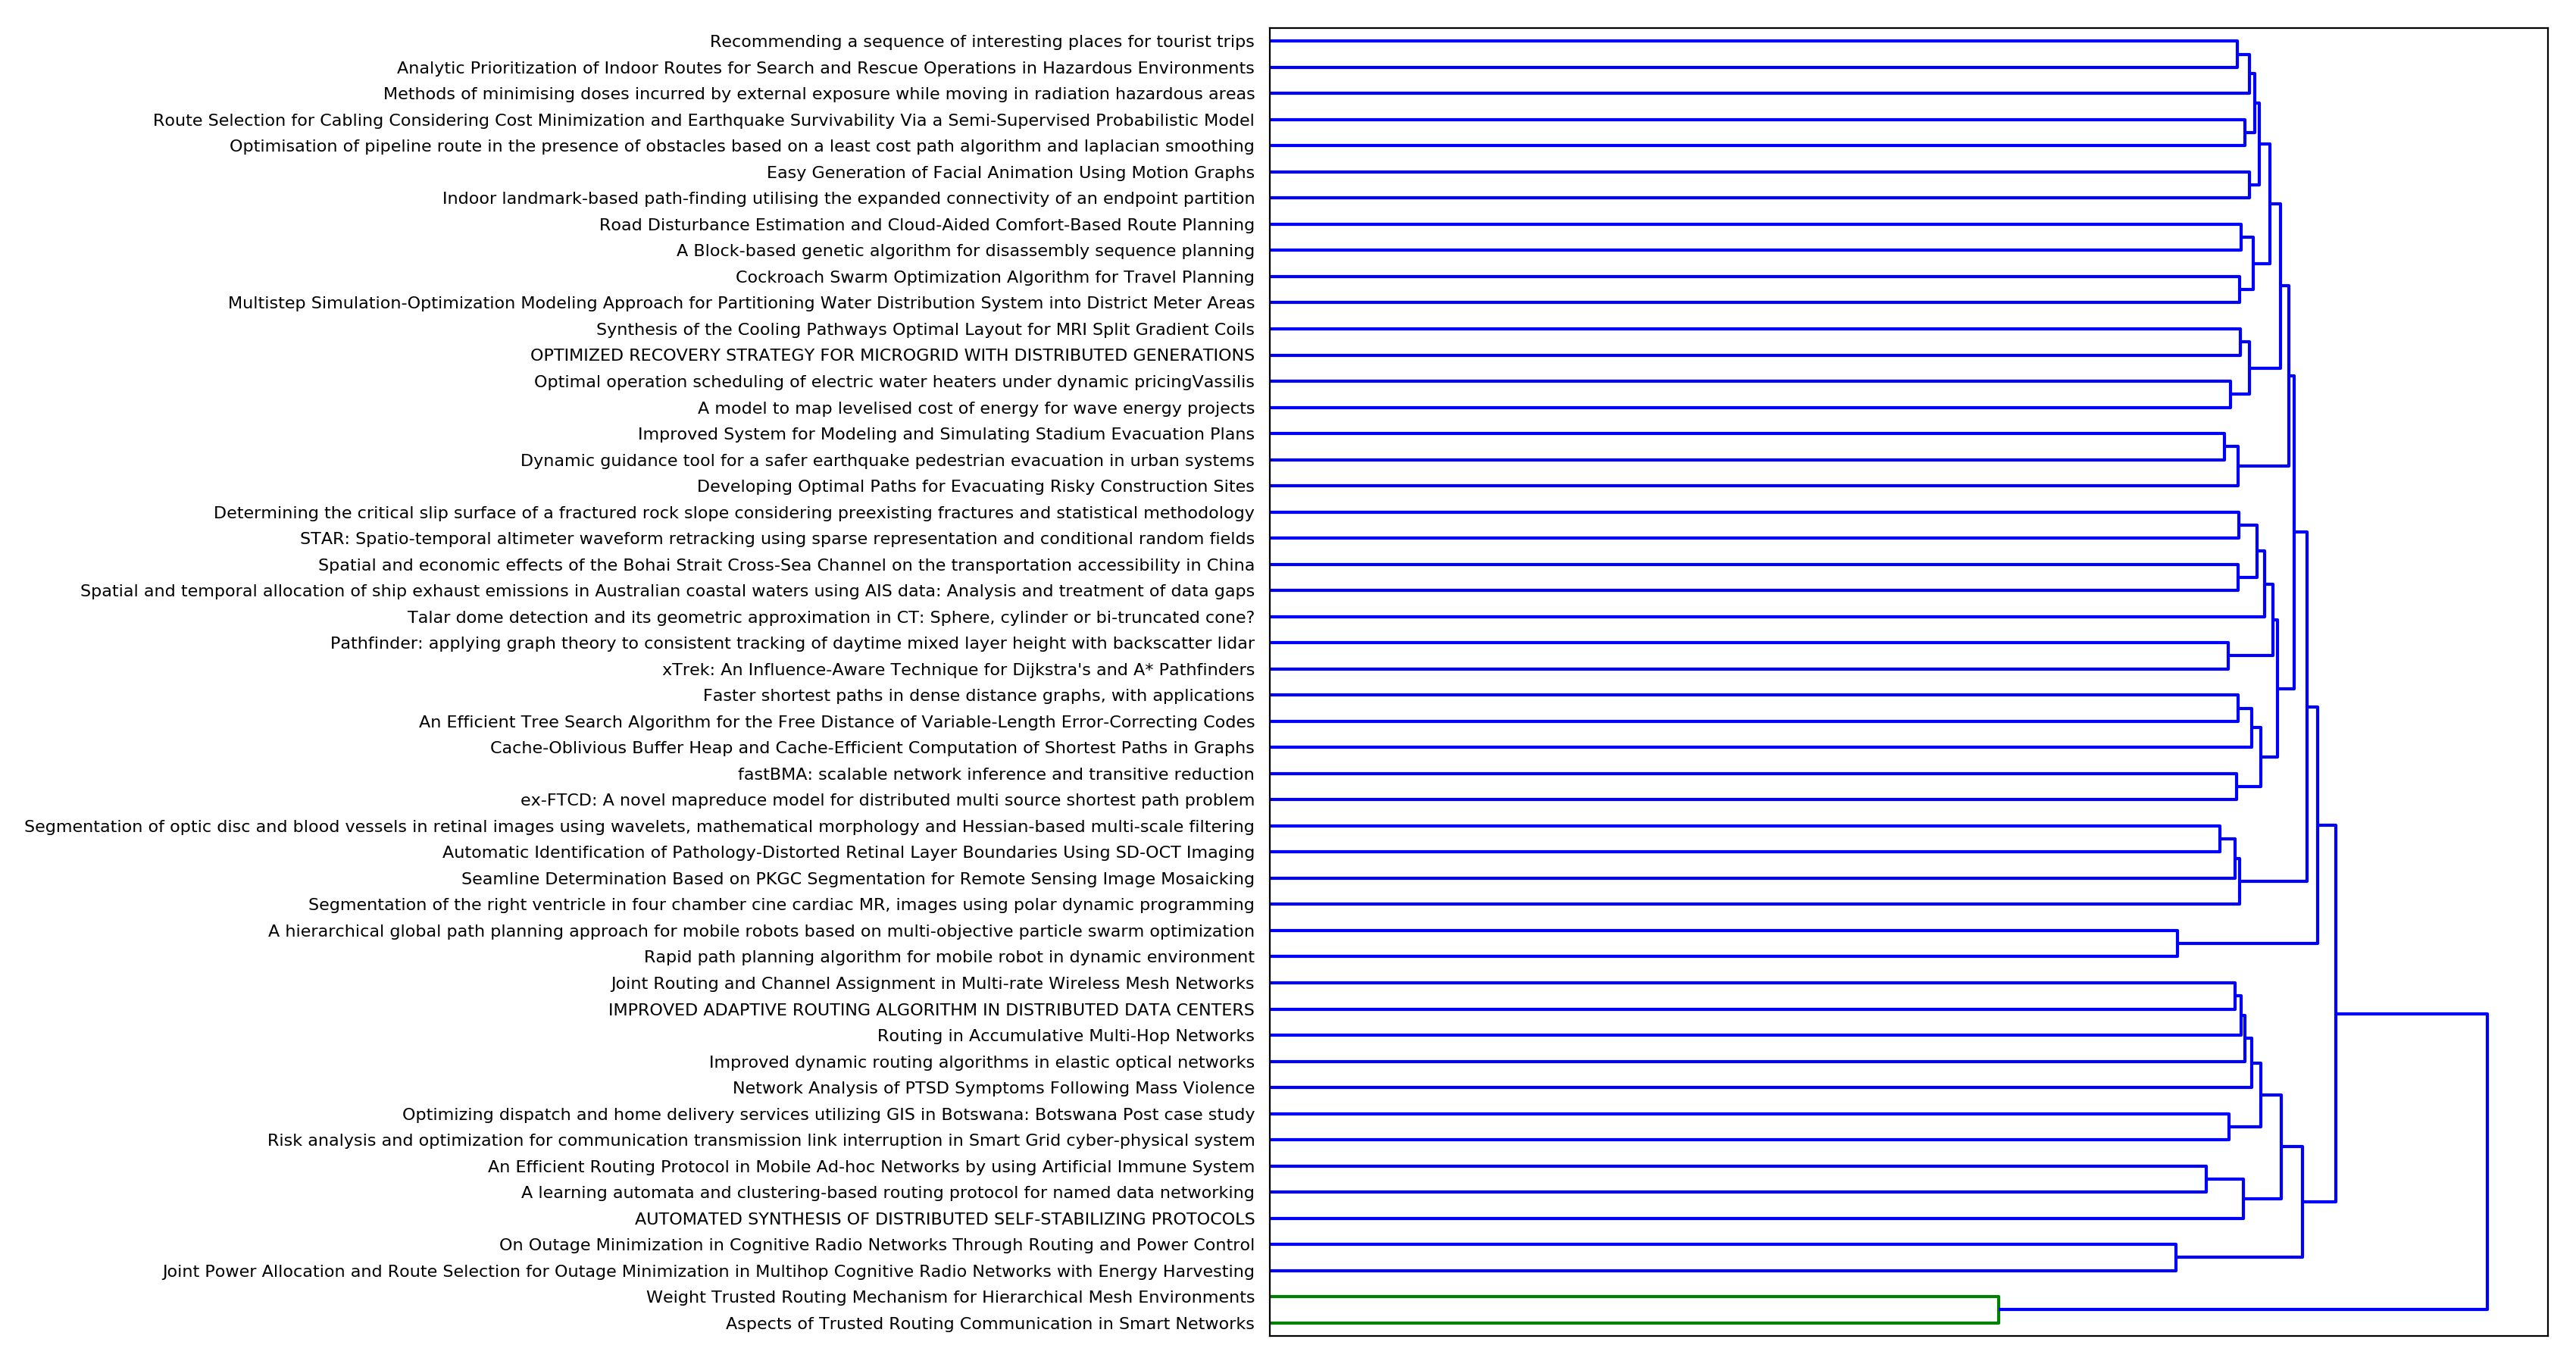 Recommending a sequence of interesting places for tourist trips
Analytic Prioritization of Indoor Routes for Search and Rescue Operations in Hazardous Environments
Methods of minimising doses incurred by external exposure while moving in radiation hazardous areas
Route Selection for Cabling Considering Cost Minimization and Earthquake Survivability Via a Semi-Supervised Probabilistic Model
Optimisation of pipeline route in the presence of obstacles based on a least cost path algorithm and laplacian smoothing
Easy Generation of Facial Animation Using Motion Graphs
Indoor landmark-based path-finding utilising the expanded connectivity of an endpoint partition
Road Disturbance Estimation and Cloud-Aided Comfort-Based Route Planning
A Block-based genetic algorithm for disassembly sequence planning
Cockroach Swarm Optimization Algorithm for Travel Planning
Multistep Simulation-Optimization Modeling Approach for Partitioning Water Distribution System into District Meter Areas
Synthesis of the Cooling Pathways Optimal Layout for MRI Split Gradient Coils
OPTIMIZED RECOVERY STRATEGY FOR MICROGRID WITH DISTRIBUTED GENERATIONS
Optimal operation scheduling of electric water heaters under dynamic pricingVassilis
A model to map levelised cost of energy for wave energy projects
Improved System for Modeling and Simulating Stadium Evacuation Plans
Dynamic guidance tool for a safer earthquake pedestrian evacuation in urban systems
Developing Optimal Paths for Evacuating Risky Construction Sites
Determining the critical slip surface of a fractured rock slope considering preexisting fractures and statistical methodology
STAR: Spatio-temporal altimeter waveform retracking using sparse representation and conditional random fields
Spatial and economic effects of the Bohai Strait Cross-Sea Channel on the transportation accessibility in China
Spatial and temporal allocation of ship exhaust emissions in Australian coastal waters using AIS data: Analysis and treatment of data gaps
Talar dome detection and its geometric approximation in CT: Sphere, cylinder or bi-truncated cone?
Pathfinder: applying graph theory to consistent tracking of daytime mixed layer height with backscatter lidar
xTrek: An Influence-Aware Technique for Dijkstra's and A* Pathfinders
Faster shortest paths in dense distance graphs, with applications
An Efficient Tree Search Algorithm for the Free Distance of Variable-Length Error-Correcting Codes
Cache-Oblivious Buffer Heap and Cache-Efficient Computation of Shortest Paths in Graphs
fastBMA: scalable network inference and transitive reduction
ex-FTCD: A novel mapreduce model for distributed multi source shortest path problem
Segmentation of optic disc and blood vessels in retinal images using wavelets, mathematical morphology and Hessian-based multi-scale filtering
Automatic Identification of Pathology-Distorted Retinal Layer Boundaries Using SD-OCT Imaging
Seamline Determination Based on PKGC Segmentation for Remote Sensing Image Mosaicking
Segmentation of the right ventricle in four chamber cine cardiac MR, images using polar dynamic programming
A hierarchical global path planning approach for mobile robots based on multi-objective particle swarm optimization
Rapid path planning algorithm for mobile robot in dynamic environment
Joint Routing and Channel Assignment in Multi-rate Wireless Mesh Networks
IMPROVED ADAPTIVE ROUTING ALGORITHM IN DISTRIBUTED DATA CENTERS
Routing in Accumulative Multi-Hop Networks
Improved dynamic routing algorithms in elastic optical networks
Network Analysis of PTSD Symptoms Following Mass Violence
Optimizing dispatch and home delivery services utilizing GIS in Botswana: Botswana Post case study
Risk analysis and optimization for communication transmission link interruption in Smart Grid cyber-physical system
An Efficient Routing Protocol in Mobile Ad-hoc Networks by using Artificial Immune System
A learning automata and clustering-based routing protocol for named data networking
AUTOMATED SYNTHESIS OF DISTRIBUTED SELF-STABILIZING PROTOCOLS
On Outage Minimization in Cognitive Radio Networks Through Routing and Power Control
Joint Power Allocation and Route Selection for Outage Minimization in Multihop Cognitive Radio Networks with Energy Harvesting
Weight Trusted Routing Mechanism for Hierarchical Mesh Environments
Aspects of Trusted Routing Communication in Smart Networks